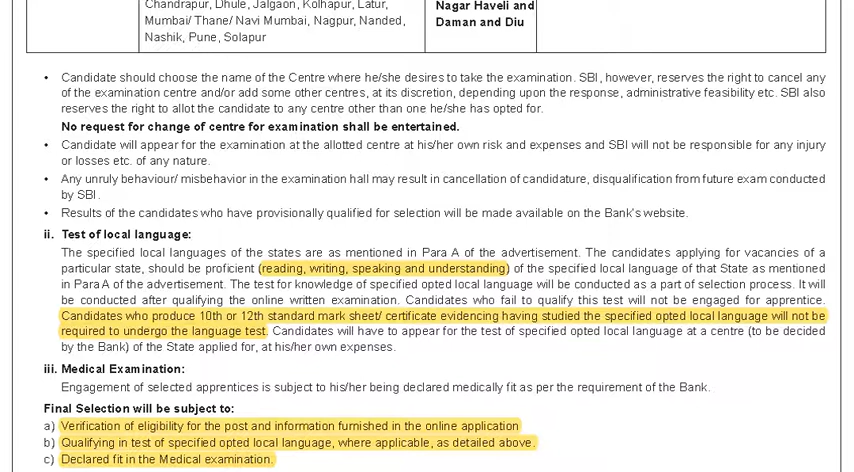 Chandrapur, Dhule, Jalgaon, Kolhapur, Latur,
Mumbai/ Thane/ Navi Mumbai, Nagpur, Nanded,
Nashik, Pune, Solapur
Nagar Haveli and
Daman and Diu
• Candidate should choose the name of the Centre where he/she desires to take the examination. SBI, however, reserves the right to cancel any
of the examination centre and/or add some other centres, at its discretion, depending upon the response, administrative feasibility etc. SBI also
reserves the right to allot the candidate to any centre other than one he/she has opted for.
No request for change of centre for examination shall be entertained.
• Candidate will appear for the examination at the allotted centre at his/her own risk and expenses and SBI will not be responsible for any injury
or losses etc. of any nature.
• Any unruly behaviour/ misbehavior in the examination hall may result in cancellation of candidature, disqualification from future exam conducted
by SBI.
• Results of the candidates who have provisionally qualified for selection will be made available on the Bank's website.
ii. Test of local language:
The specified local languages of the states are as mentioned in Para A of the advertisement. The candidates applying for vacancies of a
particular state, should be proficient (reading, writing, speaking and understanding) of the specified local language of that State as mentioned
in Para A of the advertisement. The test for knowledge of specified opted local language will be conducted as a part of selection process. It will
be conducted after qualifying the online written examination. Candidates who fail to qualify this test will not be engaged for apprentice.
Candidates who produce 10th or 12th standard mark sheet/ certificate evidencing having studied the specified opted local language will not be
required to undergo the language test. Candidates will have to appear for the test of specified opted local language at a centre (to be decided
by the Bank) of the State applied for, at his/her own expenses.
iii. Medical Examination:
Engagement of selected apprentices is subject to his/her being declared medically fit as per the requirement of the Bank.
Final Selection will be subject to:
a) Verification of eligibility for the post and information furnished in the online application
b) Qualifying in test of specified opted local language, where applicable, as detailed above.
c) Declared fit in the Medical examination.